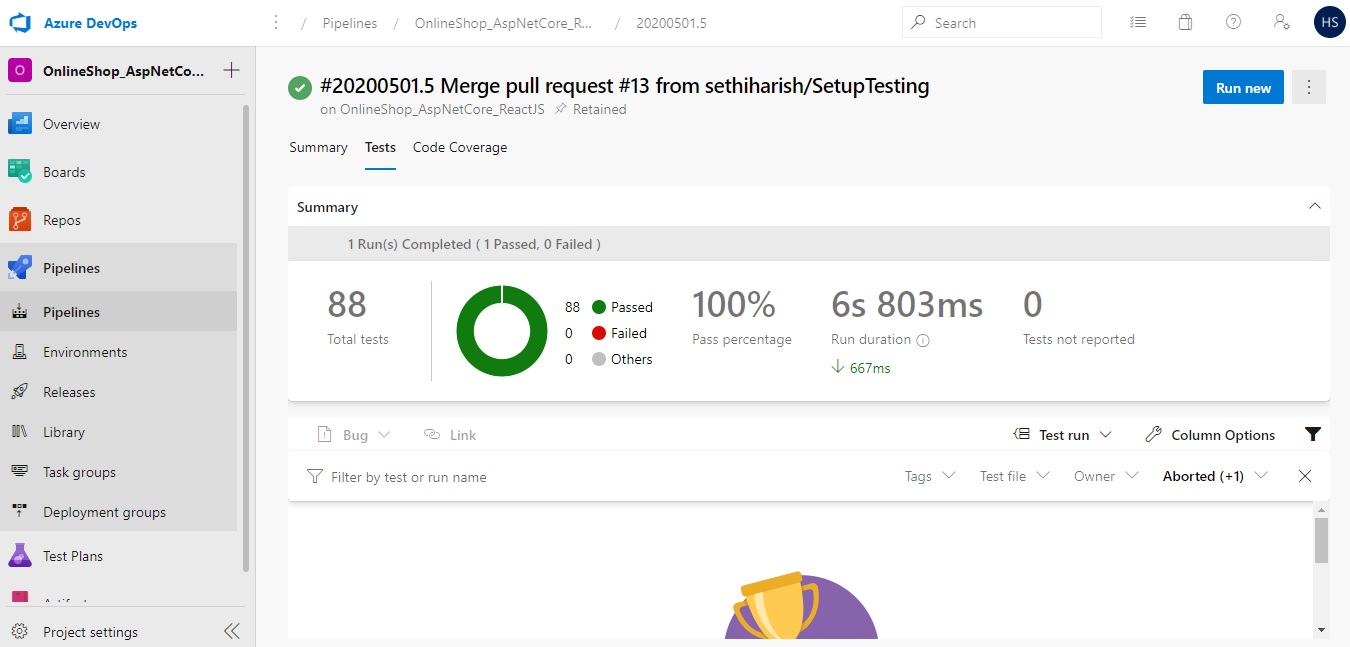 Azure DevOps
/ Pipelines / OnlineShop_AspNetCore_R... / 20200501.5
Search
HS
O OnlineShop_AspNetCo...
Overview
Boards
Repos
Pipelines
Pipelines
Environments
Releases
Library
Task groups
Deployment groups
Test Plans
Project settings
#20200501.5 Merge pull request #13 from sethiharish/SetupTesting
on OnlineShop_AspNetCore_ReactJS Retained
Run new
Summary Tests Code Coverage
Summary
1 Run(s) Completed ( 1 Passed, 0 Failed )
88
Total tests
88 Passed
0 Failed
0 Others
100%
Pass percentage
6s 803ms
Run duration
667ms
0
Tests not reported
Bug Link Test run Column Options
Filter by test or run name Tags Test file Owner Aborted (+1)